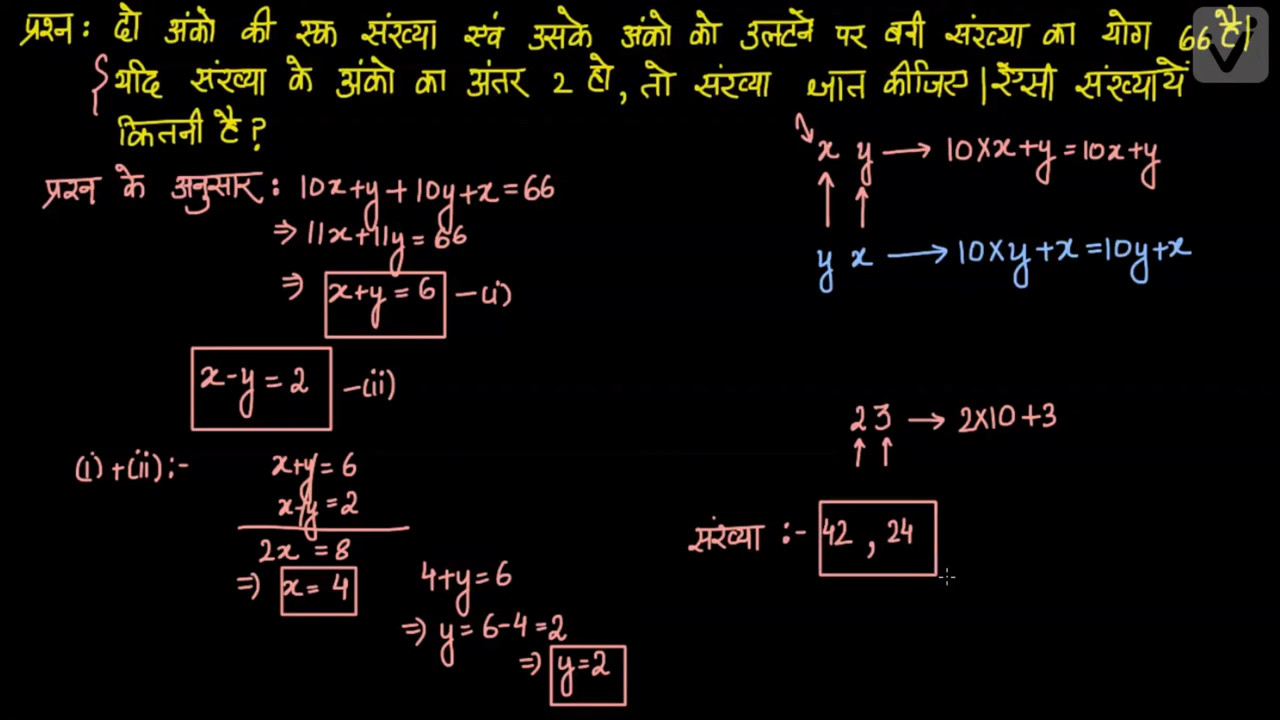 प्रश्न: दो अंको की एक संख्या एवं उसके अंको को उलटने पर बनी संख्या का योग 66 है।
यदि संख्या के अंको का अंतर 2 हो, तो संख्या ज्ञात कीजिए। ऐसी संख्यायें
कितनी है?
x y → 10×x+y=10x+y
प्रश्न के अनुसार: 10x+y+10y+x=66
⇒ 11x+11y=66
y x → 10×y+x=10y+x
⇒ x+y=6 -(i)
x-y=2 -(ii)
23 → 2×10+3
(i)+(ii):- x+y=6
x-y=2
2x=8
⇒ x=4
संख्या :- 42, 24
4+y=6
⇒ y=6-4=2
⇒ y=2